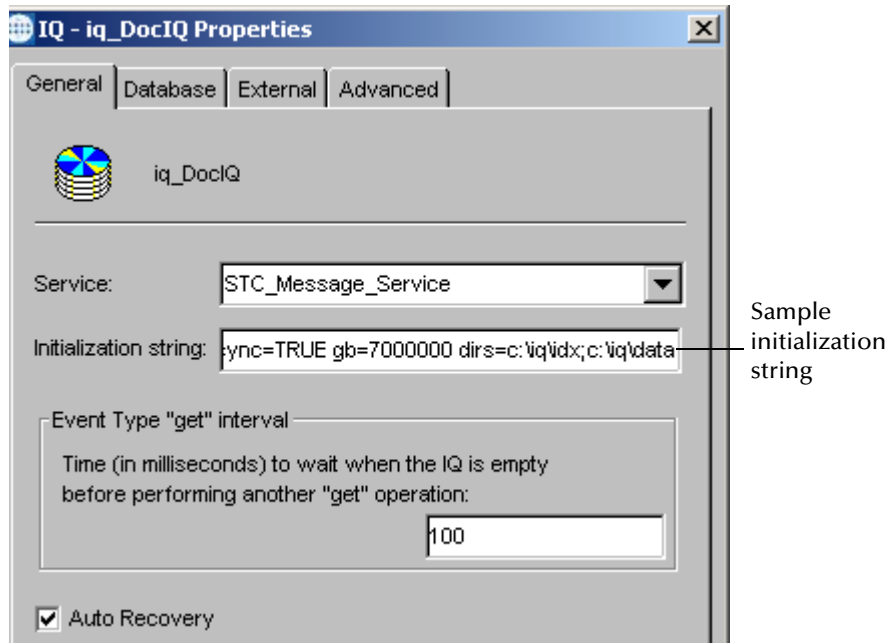 IQ - iq_DocIQ Properties
General Database External Advanced
iq_DocIQ
Service: STC_Message_Service
Initialization string: ync=TRUE gb=7000000 dirs=c:\iq\idx;c:\iq\data
Sample
initialization
string
Event Type "get" interval
Time (in milliseconds) to wait when the IQ is empty
before performing another "get" operation:
100
Auto Recovery